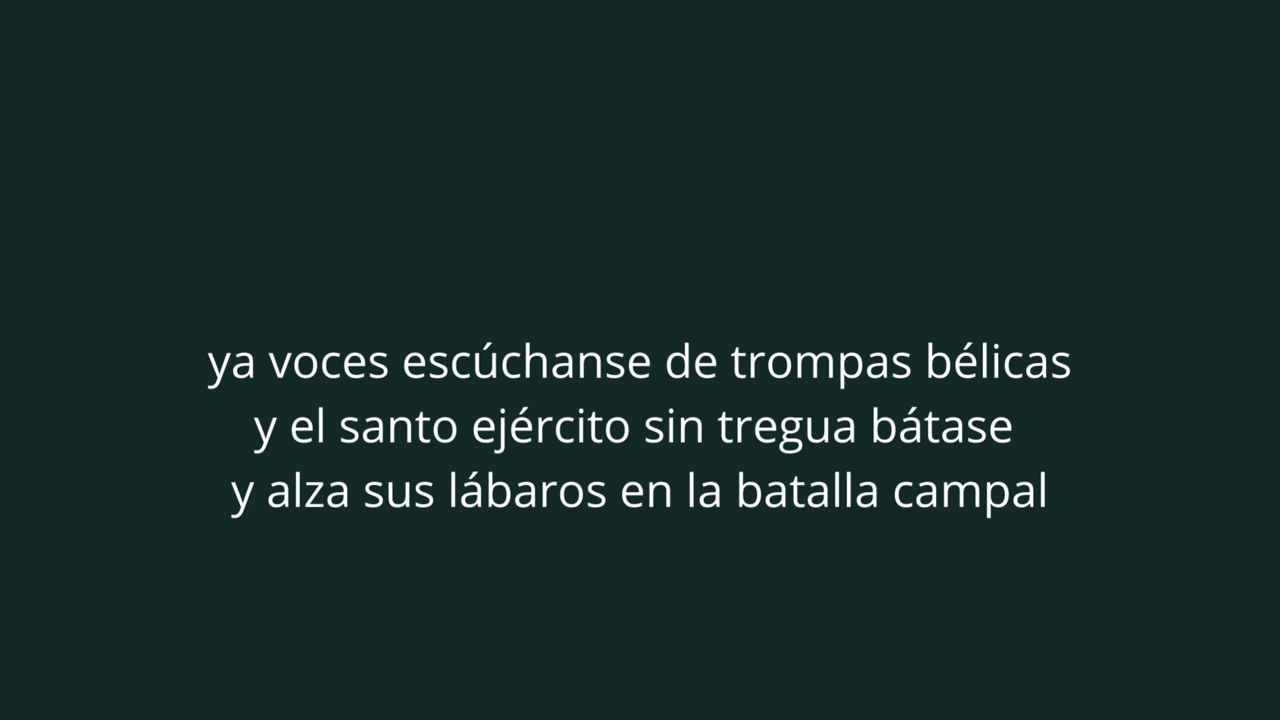 ya voces escúchanse de trompas bélicas
y el santo ejército sin tregua bátase
y alza sus lábaros en la batalla campal